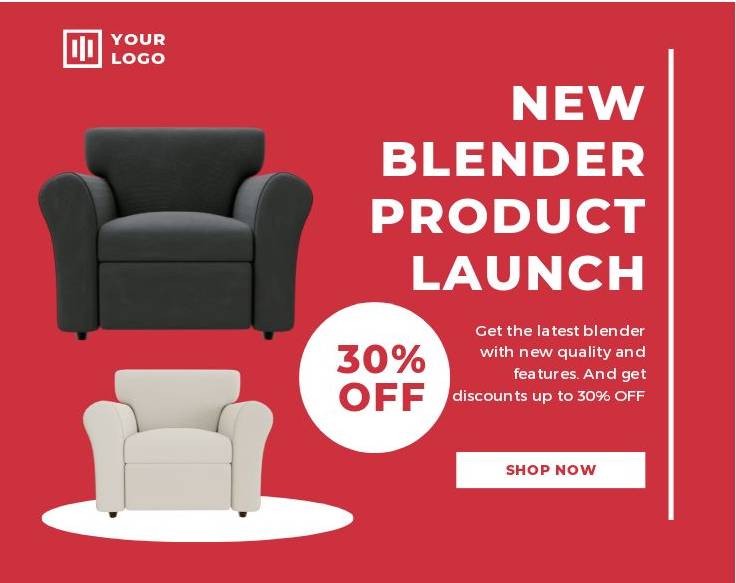 YOUR
LOGO
NEW
BLENDER
PRODUCT
LAUNCH
Get the latest blender
with new quality and
features. And get
discounts up to 30% OFF
30%
OFF
SHOP NOW